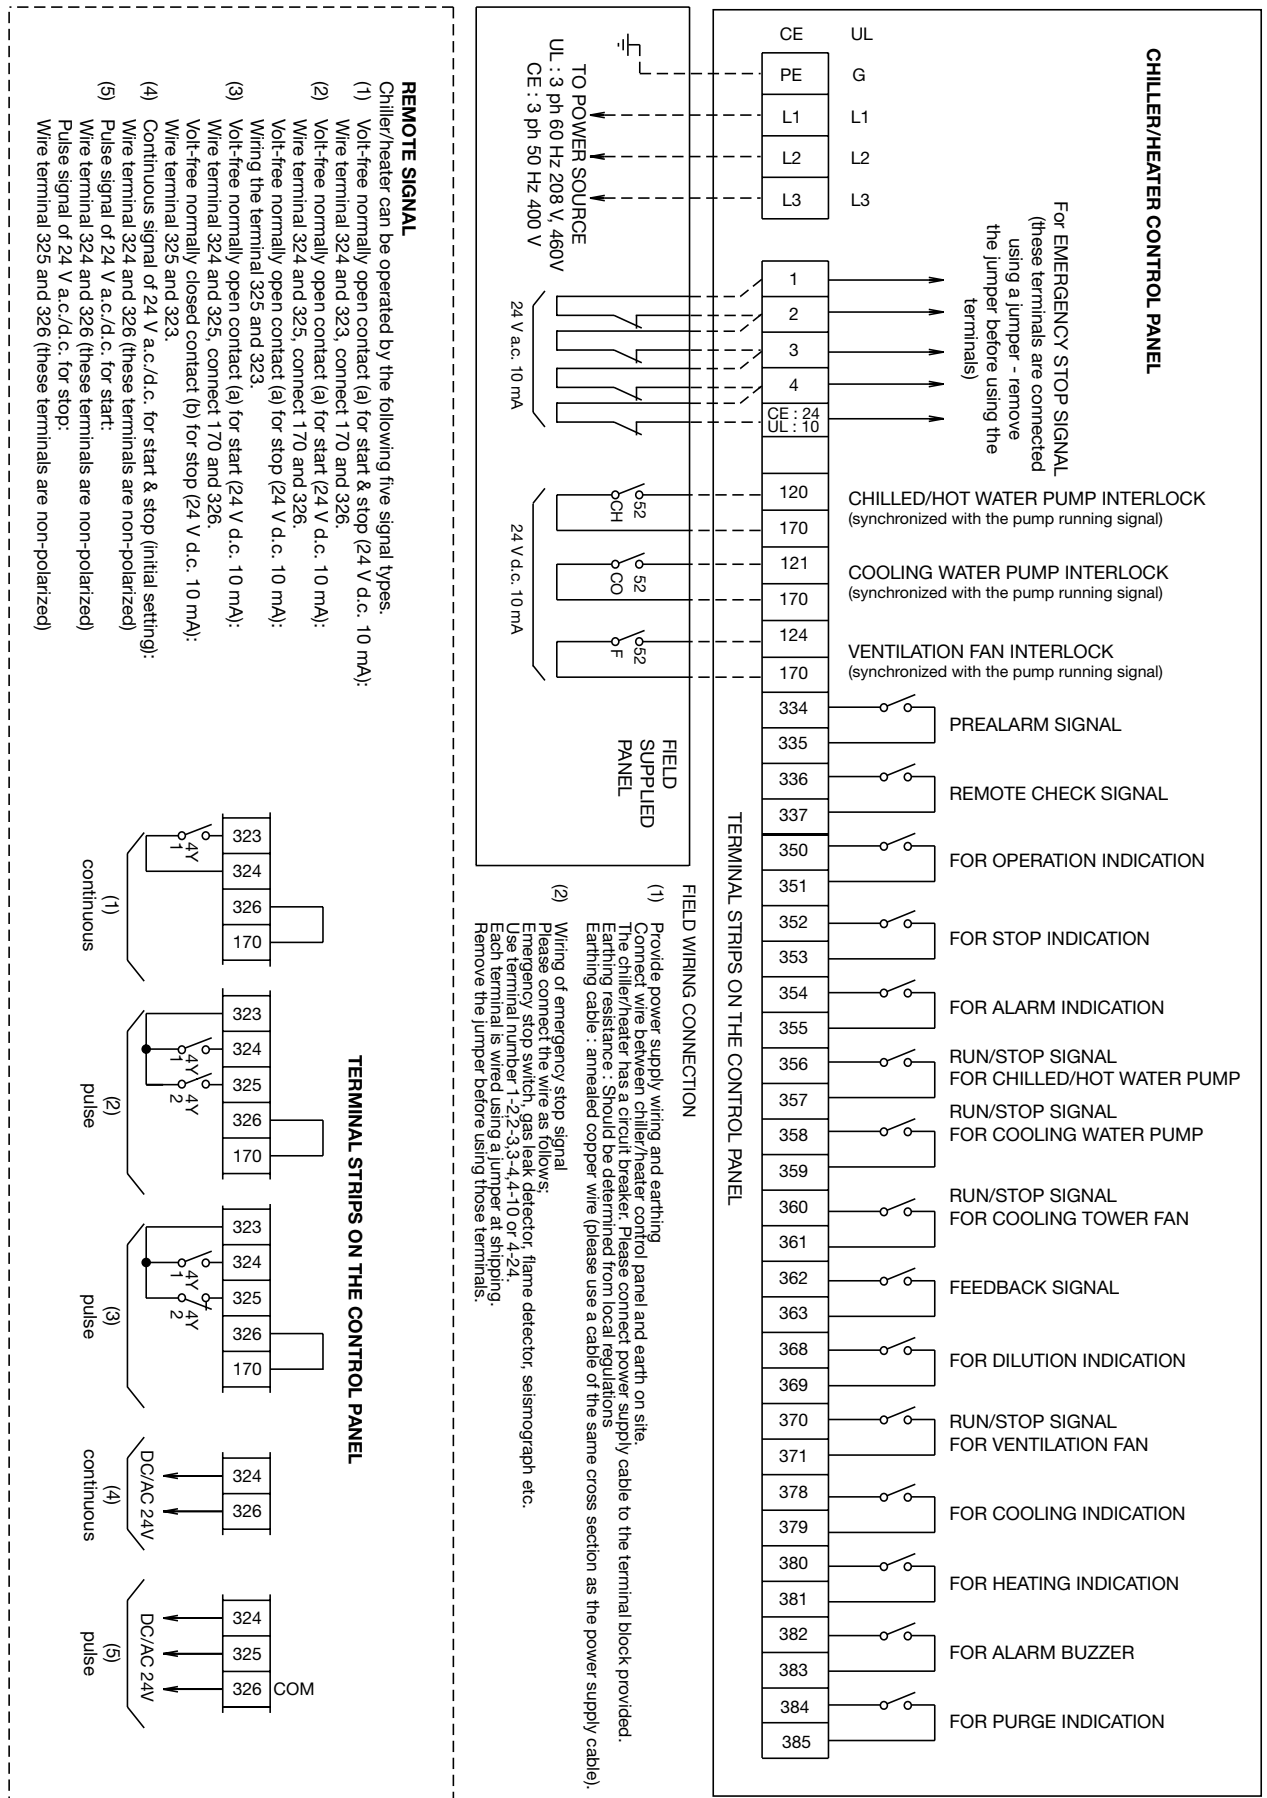 CHILLER/HEATER CONTROL PANEL
CE
UL
PE
G
L1
L1
L2
L2
L3
L3
For EMERGENCY STOP SIGNAL
(these terminals are connected
using a jumper - remove
the jumper before using the
terminals)
1
2
3
4
CE : 24
UL : 10
120
CHILLED/HOT WATER PUMP INTERLOCK
(synchronized with the pump running signal)
170
121
COOLING WATER PUMP INTERLOCK
(synchronized with the pump running signal)
170
124
VENTILATION FAN INTERLOCK
(synchronized with the pump running signal)
170
334
PREALARM SIGNAL
335
336
REMOTE CHECK SIGNAL
337
350
FOR OPERATION INDICATION
351
352
FOR STOP INDICATION
353
354
FOR ALARM INDICATION
355
356
RUN/STOP SIGNAL
FOR CHILLED/HOT WATER PUMP
357
358
RUN/STOP SIGNAL
FOR COOLING WATER PUMP
359
360
RUN/STOP SIGNAL
FOR COOLING TOWER FAN
361
362
FEEDBACK SIGNAL
363
368
FOR DILUTION INDICATION
369
370
RUN/STOP SIGNAL
FOR VENTILATION FAN
371
378
FOR COOLING INDICATION
379
380
FOR HEATING INDICATION
381
382
FOR ALARM BUZZER
383
384
FOR PURGE INDICATION
385
TERMINAL STRIPS ON THE CONTROL PANEL
TO POWER SOURCE
UL : 3 ph 60 Hz 208 V, 460V
CE : 3 ph 50 Hz 400 V
24 V a.c. 10 mA
52
CH
52
CO
52
F
24 V d.c. 10 mA
FIELD
SUPPLIED
PANEL
FIELD WIRING CONNECTION
(1) Provide power supply wiring and earthing
Connect wire between chiller/heater control panel and earth on site.
The chiller/heater has a circuit breaker. Please connect power supply cable to the terminal block provided.
Earthing resistance : Should be determined from local regulations
Earthing cable : annealed copper wire (please use a cable of the same cross section as the power supply cable).
(2) Wiring of emergency stop signal
Please connect the wire as follows;
Emergency stop switch, gas leak detector, flame detector, seismograph etc.
Use terminal number 1-2,2-3,3-4,4-10 or 4-24.
Each terminal is wired using a jumper at shipping.
Remove the jumper before using those terminals.
REMOTE SIGNAL
Chiller/heater can be operated by the following five signal types.
(1) Volt-free normally open contact (a) for start & stop (24 V d.c. 10 mA):
Wire terminal 324 and 323, connect 170 and 326.
(2) Volt-free normally open contact (a) for start (24 V d.c. 10 mA):
Wire terminal 324 and 325, connect 170 and 326.
Volt-free normally open contact (a) for stop (24 V d.c. 10 mA):
Wiring the terminal 325 and 323.
(3) Volt-free normally open contact (a) for start (24 V d.c. 10 mA):
Wire terminal 324 and 325, connect 170 and 326.
Volt-free normally closed contact (b) for stop (24 V d.c. 10 mA):
Wire terminal 325 and 323.
(4) Continuous signal of 24 V a.c./d.c. for start & stop (initial setting):
Wire terminal 324 and 326 (these terminals are non-polarized)
(5) Pulse signal of 24 V a.c./d.c. for start:
Wire terminal 324 and 326 (these terminals are non-polarized)
Pulse signal of 24 V a.c./d.c. for stop:
Wire terminal 325 and 326 (these terminals are non-polarized)
TERMINAL STRIPS ON THE CONTROL PANEL
323
324
326
170
4Y
1
(1)
continuous
323
324
325
326
170
4Y
1
4Y
2
(2)
pulse
323
324
325
326
170
4Y
1
4Y
2
(3)
pulse
324
326
DC/AC 24V
(4)
continuous
324
325
326 COM
DC/AC 24V
(5)
pulse